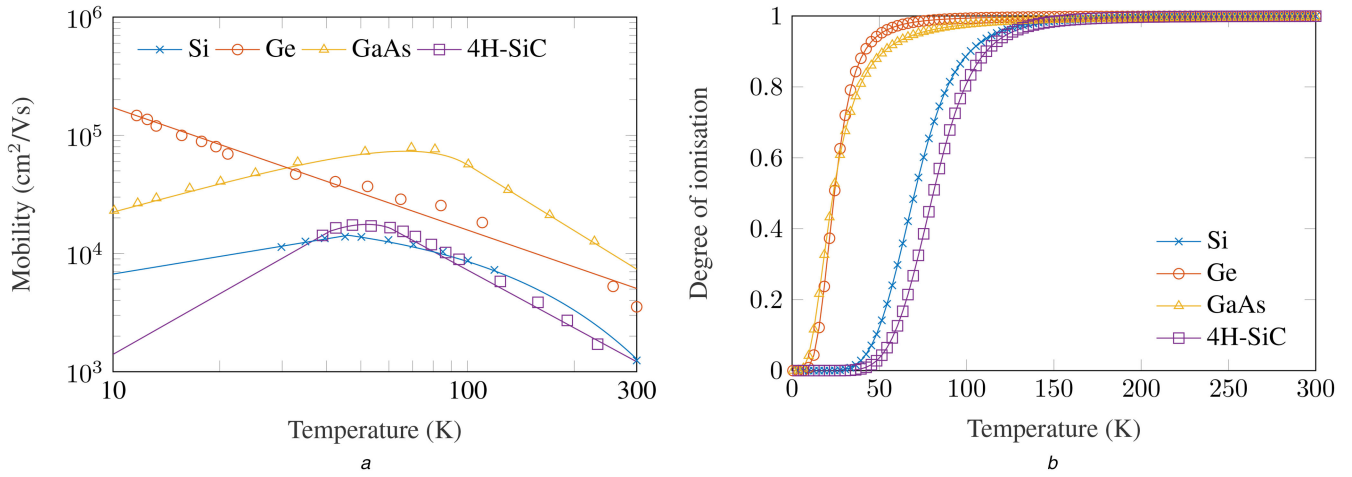 10^6
Si Ge GaAs 4H-SiC
10^5
10^4
10^3
Mobility (cm^2/Vs)
10 100 300
Temperature (K)
a
1
0.8
0.6
0.4
0.2
0
Degree of ionisation
Si
Ge
GaAs
4H-SiC
0 50 100 150 200 250 300
Temperature (K)
b